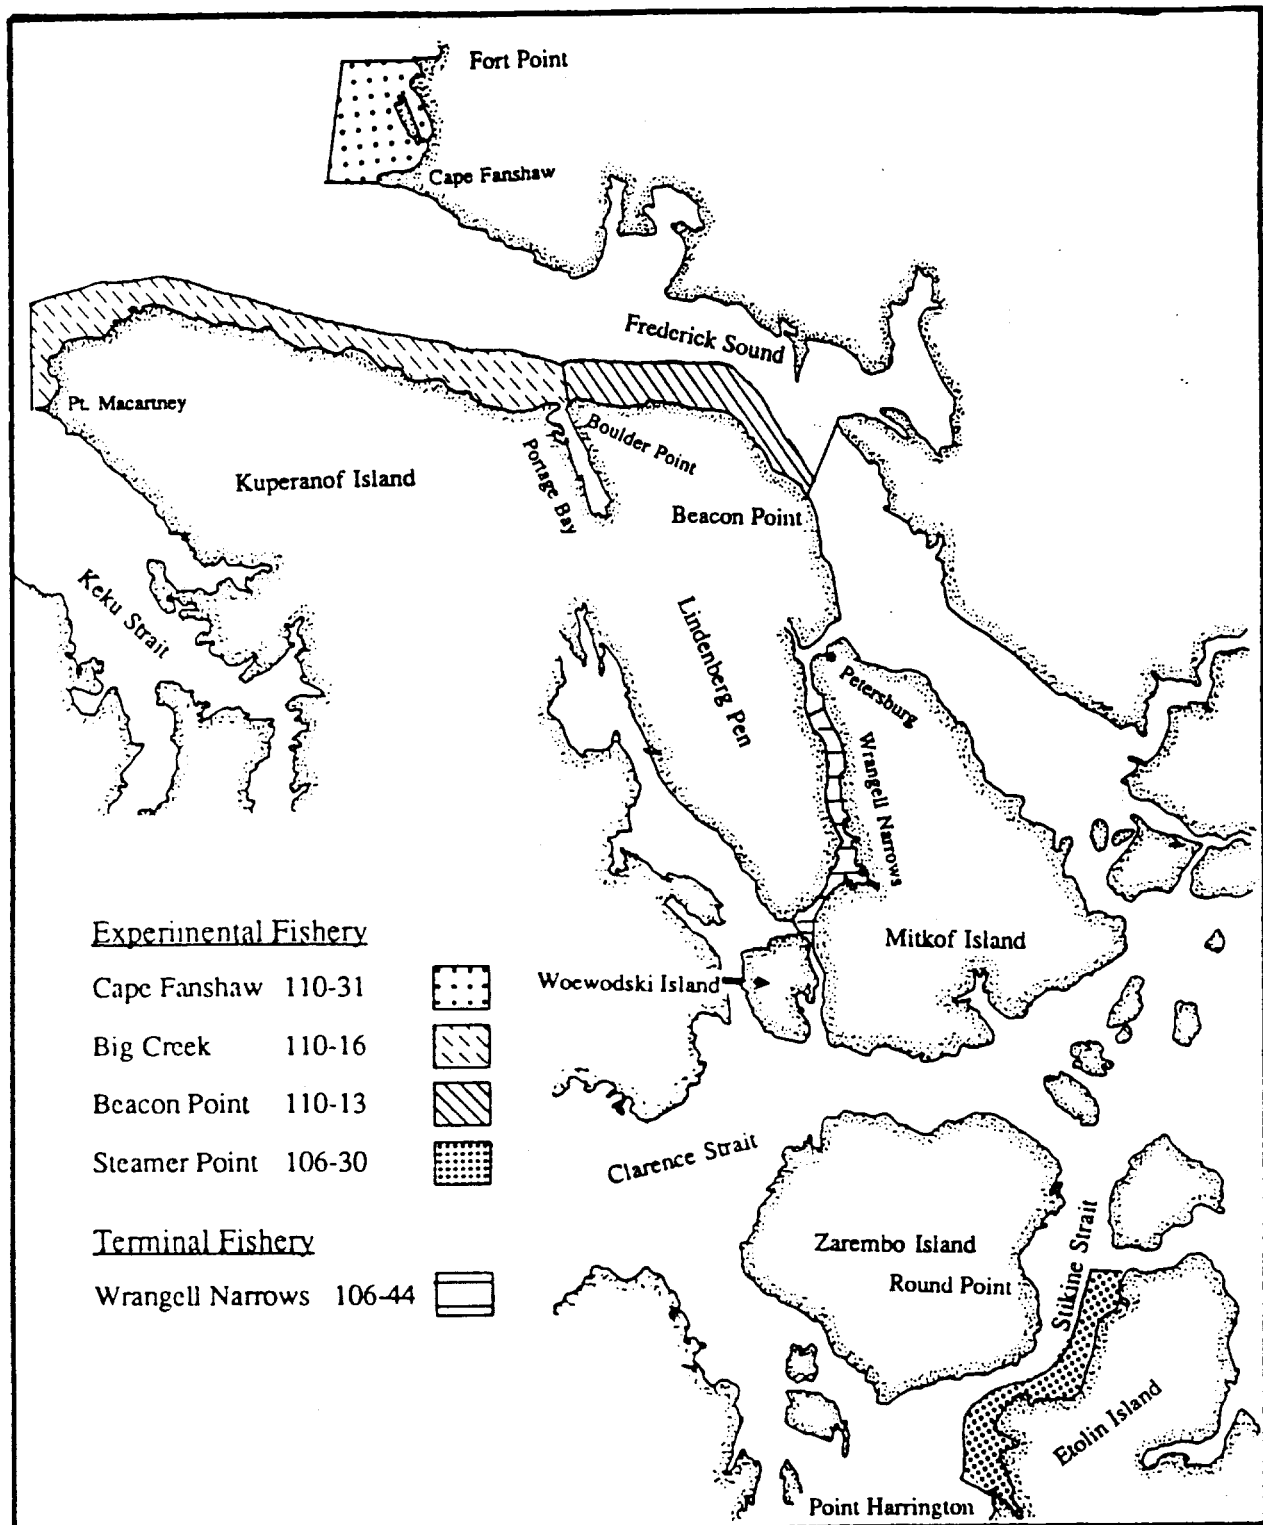 Fort Point
Cape Fanshaw
Frederick Sound
Pt. Macartney
Boulder Point
Kuperanof Island
Portage Bay
Beacon Point
Keku Strait
Lindenberg Pen
Petersburg
Wrangell Narrows
Experimental Fishery
Cape Fanshaw 110-31
Big Creek 110-16
Beacon Point 110-13
Steamer Point 106-30
Terminal Fishery
Wrangell Narrows 106-44
Mitkof Island
Woewodski Island
Clarence Strait
Zarembo Island
Round Point
Stikine Strait
Etolin Island
Point Harrington